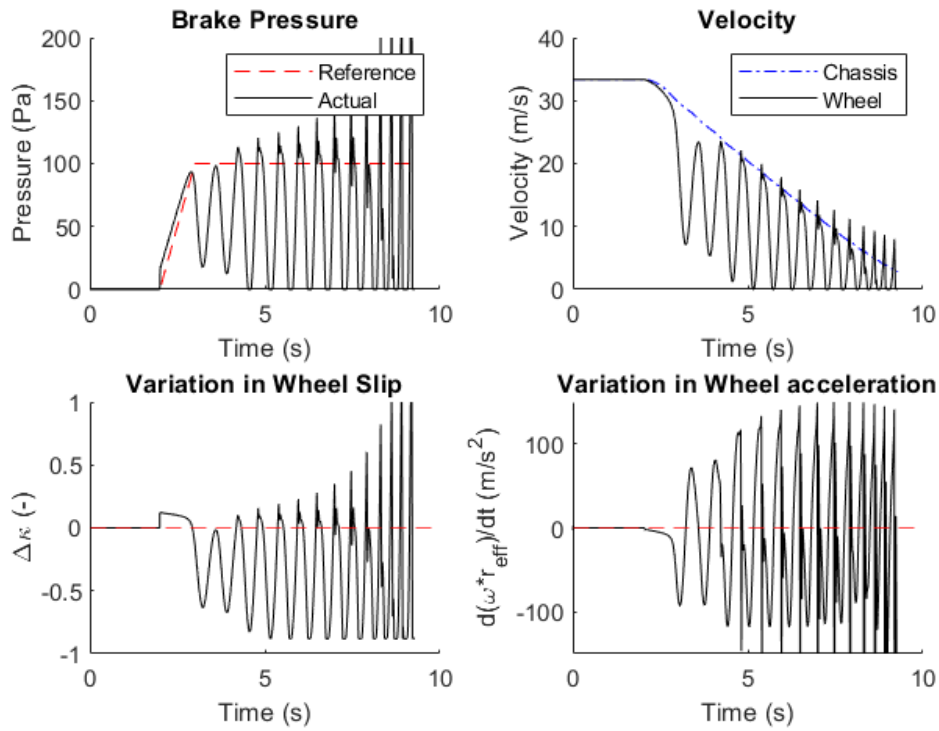 Brake Pressure
200
150
100
50
0
Pressure (Pa)
Reference
Actual
0 5 10
Time (s)
Velocity
40
30
20
10
0
Velocity (m/s)
Chassis
Wheel
0 5 10
Time (s)
Variation in Wheel Slip
1
0.5
0
-0.5
-1
Δκ (-)
0 5 10
Time (s)
Variation in Wheel acceleration
100
0
-100
d(ω*r_eff)/dt (m/s²)
0 5 10
Time (s)